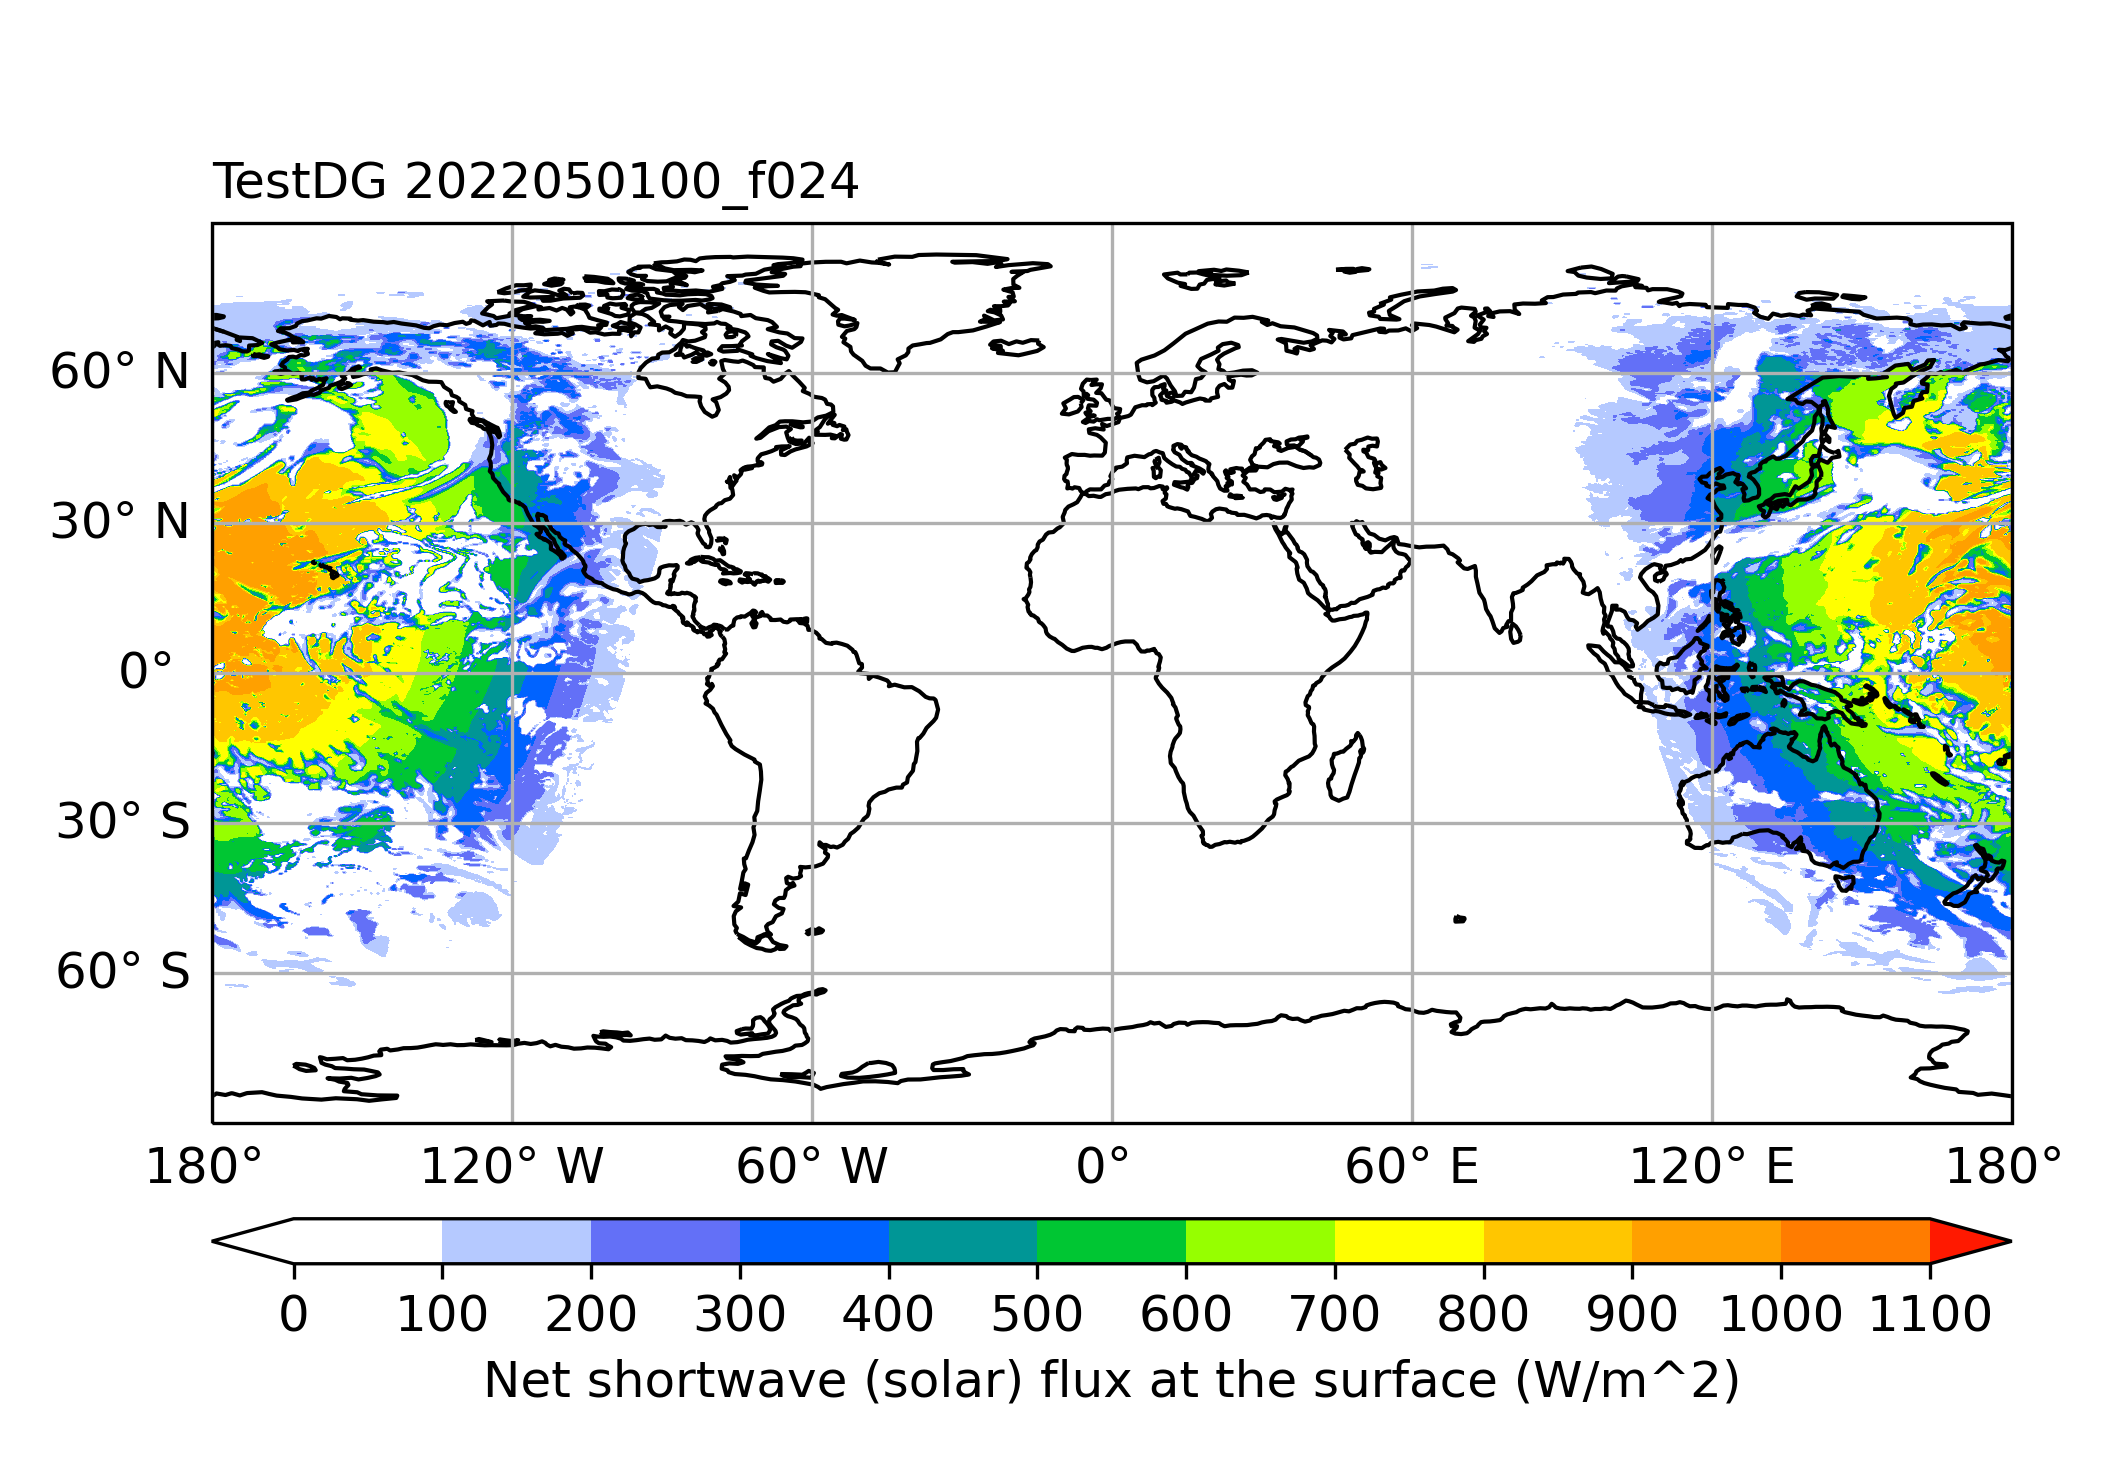 TestDG 2022050100_f024
60° N
30° N
0°
30° S
60° S
180° 120° W 60° W 0° 60° E 120° E 180°
0 100 200 300 400 500 600 700 800 900 1000 1100
Net shortwave (solar) flux at the surface (W/m^2)